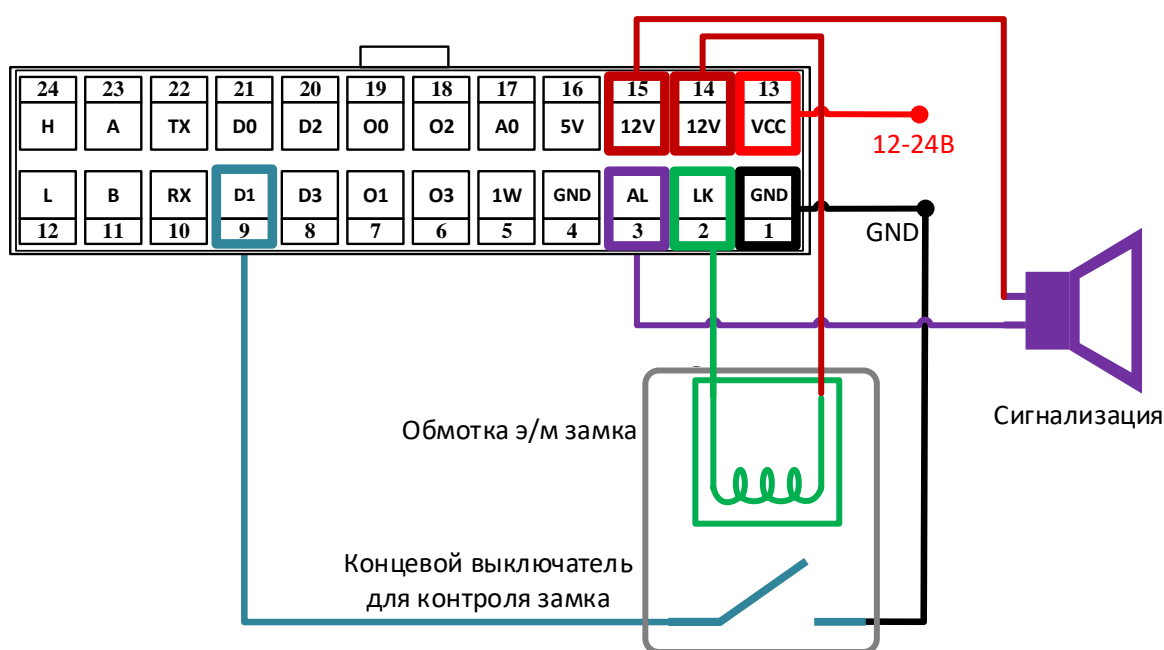 24 23 22 21 20 19 18 17 16 15 14 13
H A TX D0 D2 O0 O2 A0 5V 12V 12V VCC
12-24В
L B RX D1 D3 O1 O3 1W GND AL LK GND
12 11 10 9 8 7 6 5 4 3 2 1
GND
Сигнализация
Обмотка э/м замка
Концевой выключатель
для контроля замка